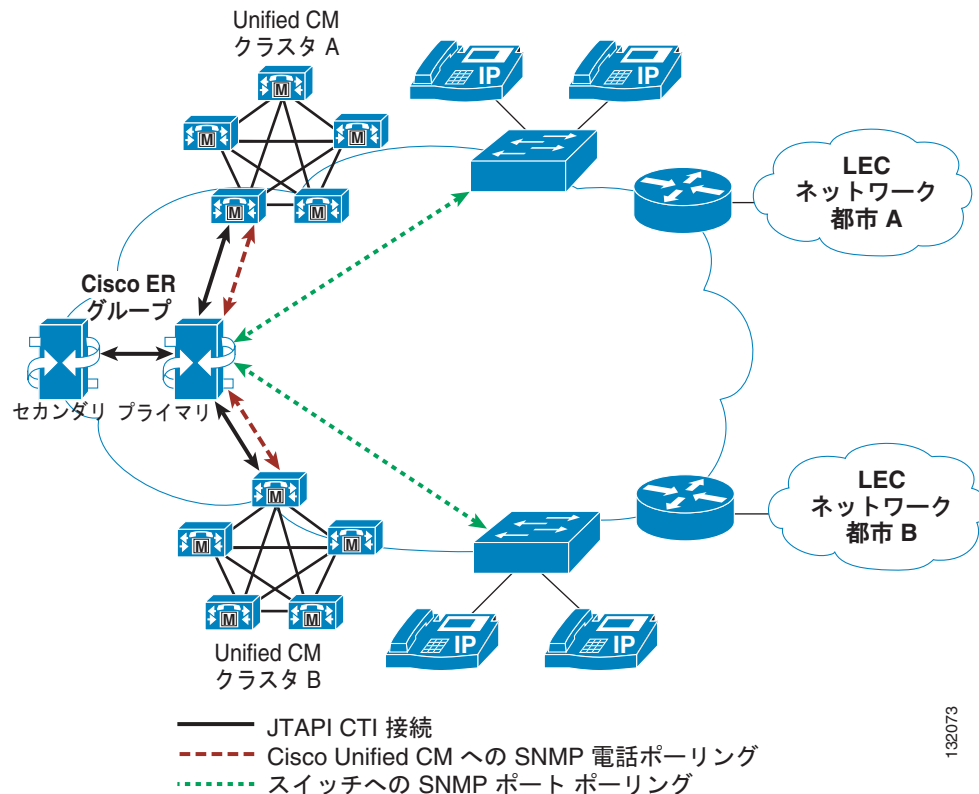 Unified CM
クラスタ A
M
M
M
M
M
IP
IP
LEC
ネットワーク
都市 A
Cisco ER
グループ
セカンダリ
プライマリ
M
M
M
M
M
Unified CM
クラスタ B
IP
IP
LEC
ネットワーク
都市 B
JTAPI CTI 接続
Cisco Unified CM への SNMP 電話ポーリング
スイッチへの SNMP ポート ポーリング
132073